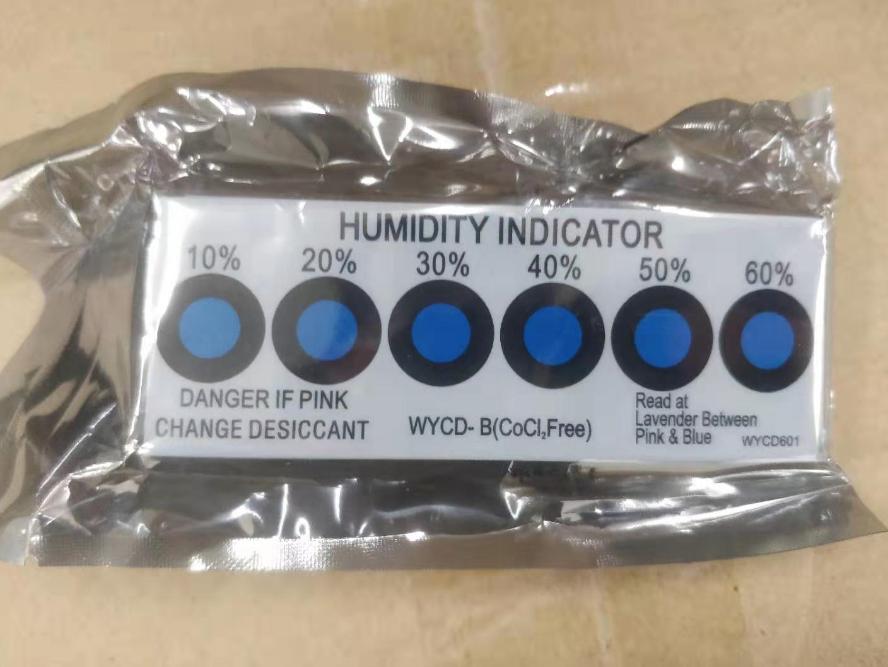 HUMIDITY INDICATOR
10% 20% 30% 40% 50% 60%
DANGER IF PINK
CHANGE DESICCANT
WYCD- B(CoCl₂Free)
Read at
Lavender Between
Pink & Blue
WYCD601